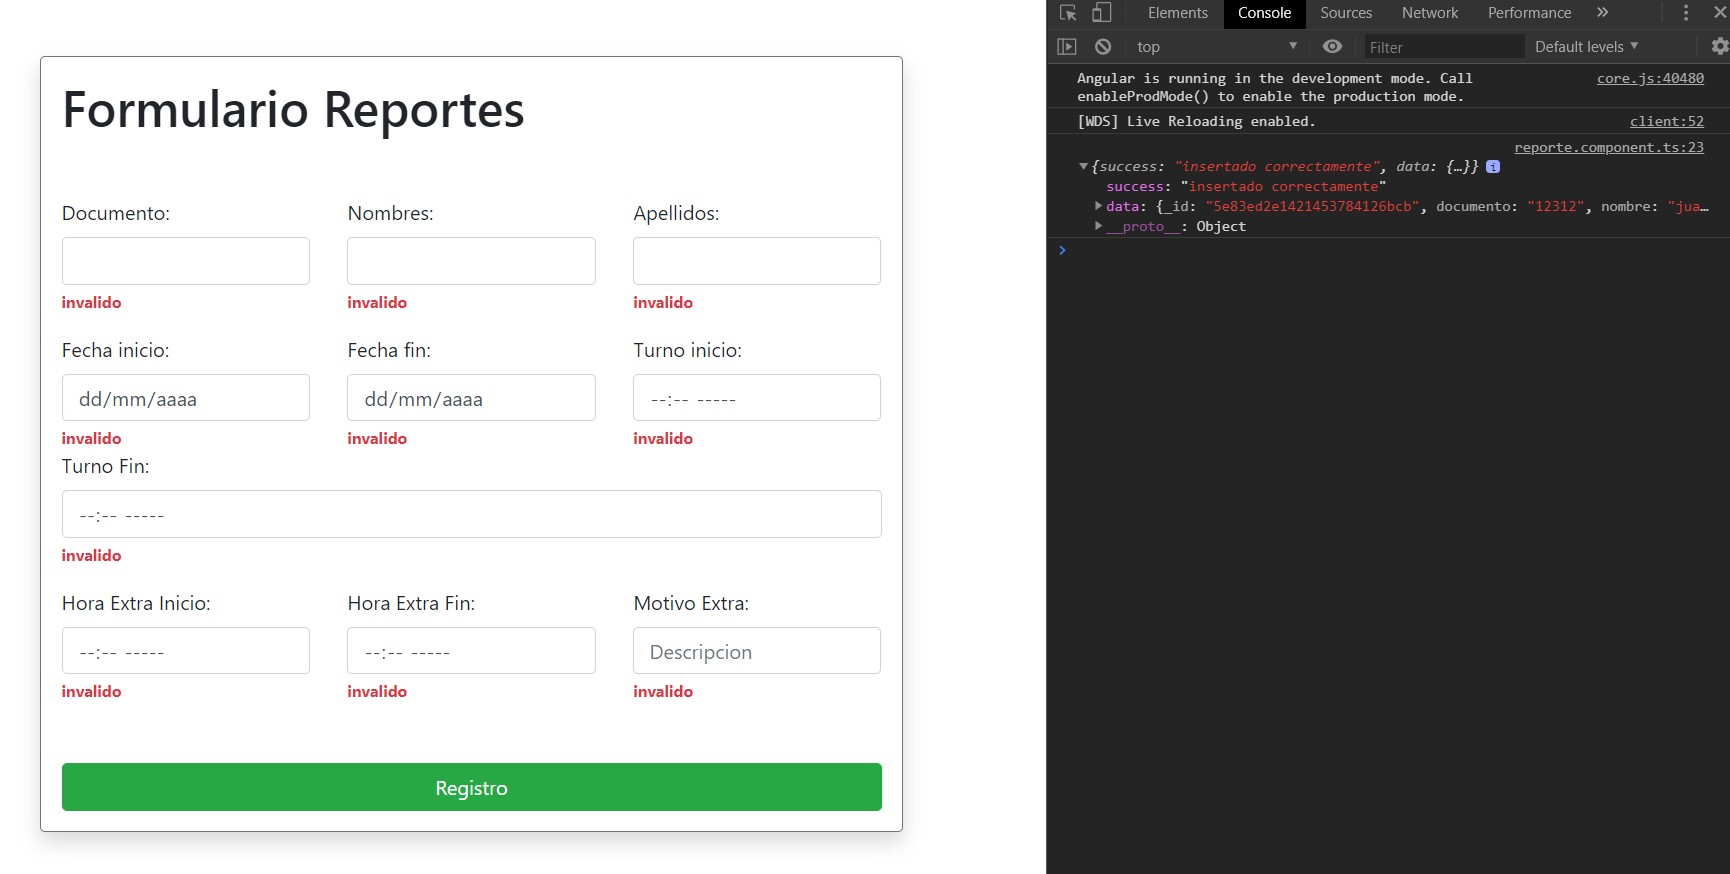 Formulario Reportes
Documento: Nombres: Apellidos:
invalido invalido invalido
Fecha inicio: Fecha fin: Turno inicio:
dd/mm/aaaa dd/mm/aaaa --:-- -----
invalido invalido invalido
Turno Fin:
--:-- -----
invalido
Hora Extra Inicio: Hora Extra Fin: Motivo Extra:
--:-- ----- --:-- ----- Descripcion
invalido invalido invalido
Registro
Elements Console Sources Network Performance »
top Filter Default levels
Angular is running in the development mode. Call core.js:40480
enableProdMode() to enable the production mode.
[WDS] Live Reloading enabled. client:52
reporte.component.ts:23
{success: "insertado correctamente", data: {…}} i
success: "insertado correctamente"
data: {_id: "5e83ed2e1421453784126bcb", documento: "12312", nombre: "jua…
__proto__: Object
>